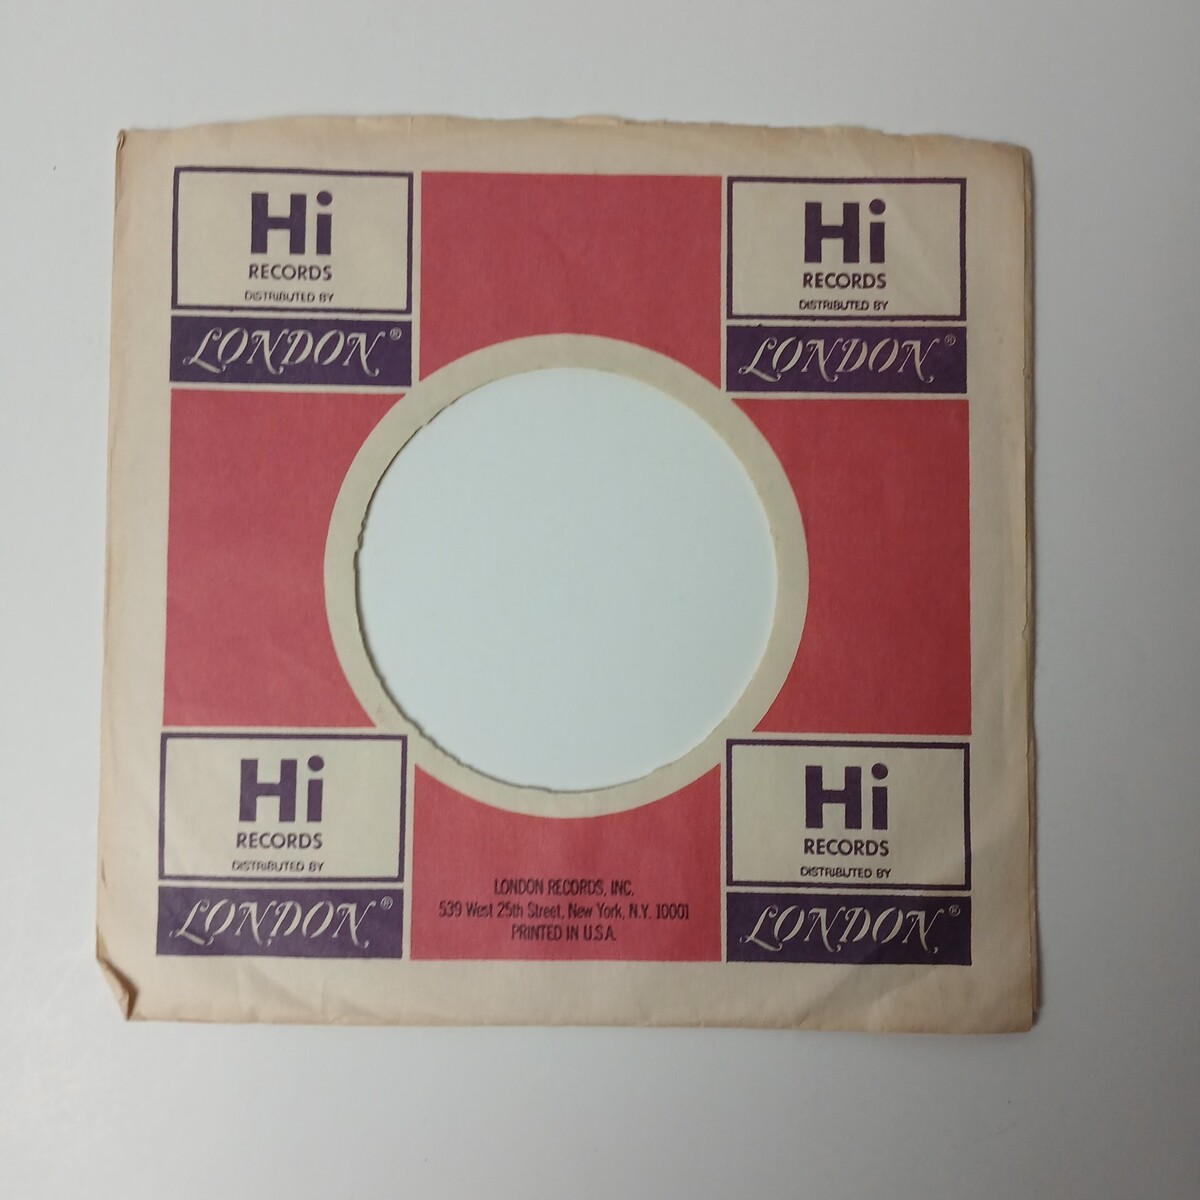 Hi
RECORDS
DISTRIBUTED BY
LONDON®
Hi
RECORDS
DISTRIBUTED BY
LONDON®
Hi
RECORDS
DISTRIBUTED BY
LONDON®
LONDON RECORDS, INC.
539 West 25th Street, New York, N.Y. 10001
PRINTED IN U.S.A.
Hi
RECORDS
DISTRIBUTED BY
LONDON®